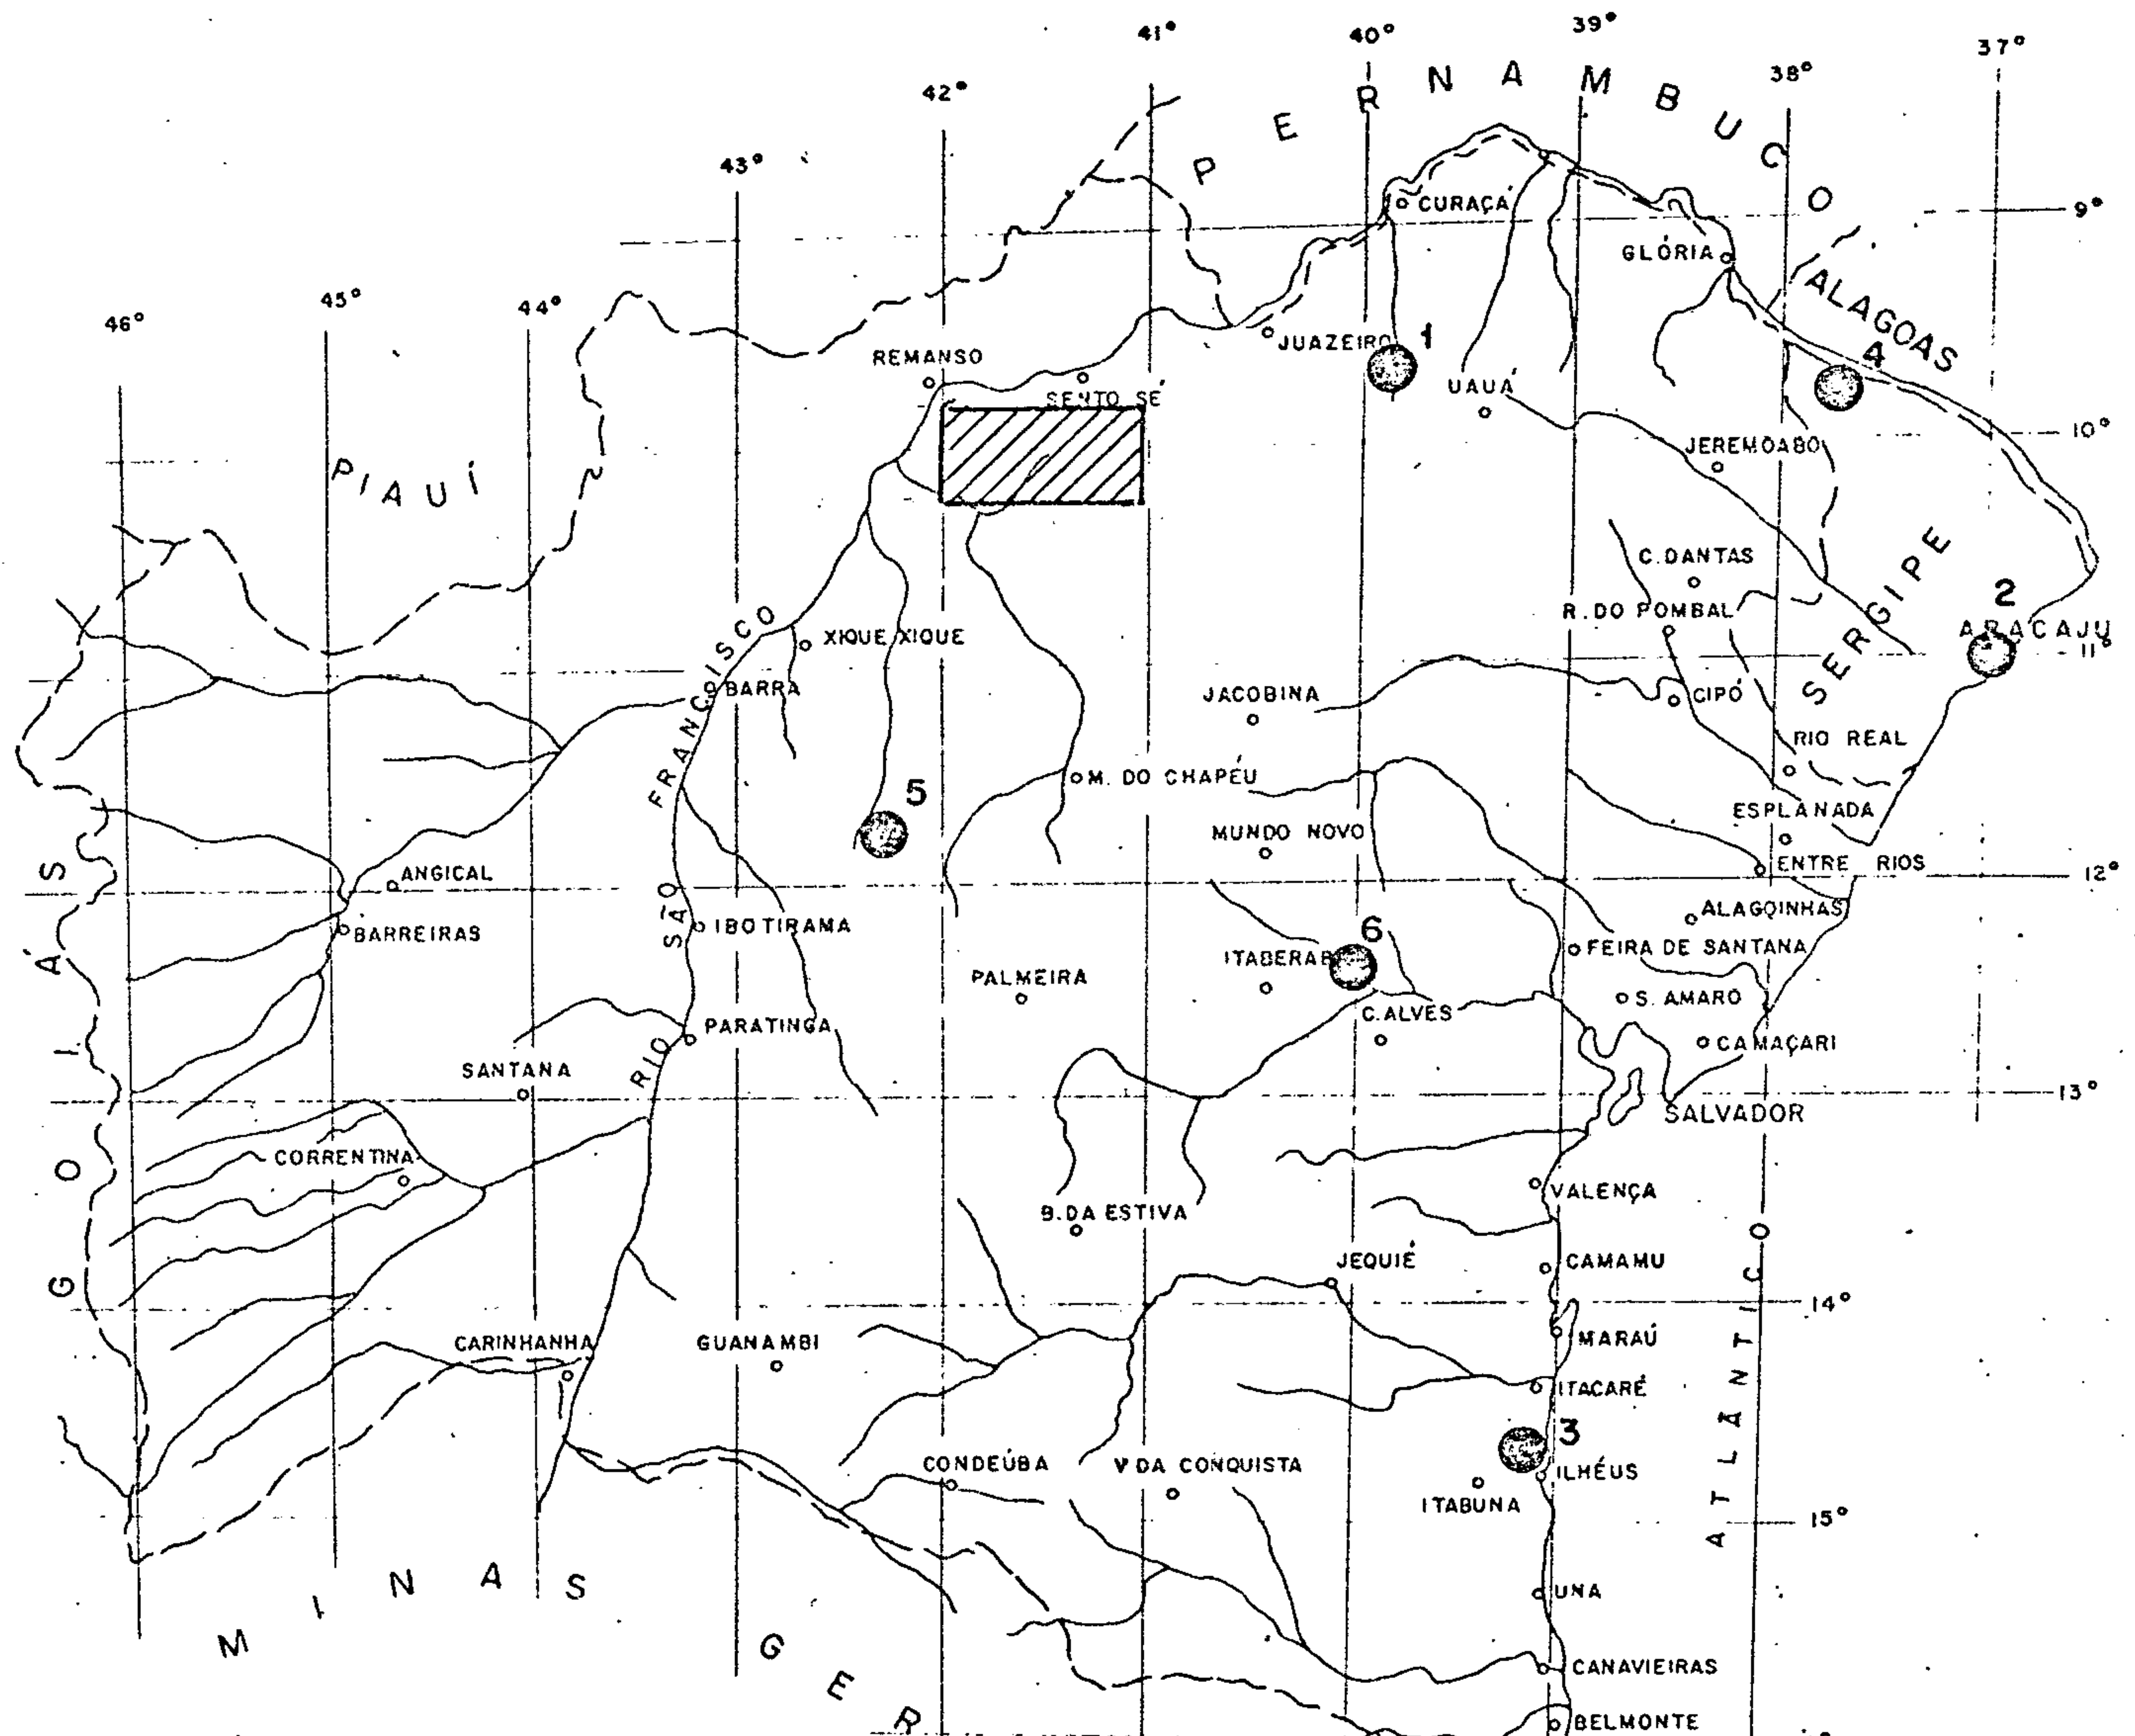 39°
40°
41°
37°
38°
42°
43°
45°
44°
46°
PERNAMBUCO
9°
CURAÇÁ
GLÓRIA
ALAGOAS
1
4
JUAZEIRO
REMANSO
UAUÁ
SENTO SÉ
10°
JEREMOABO
PIAUÍ
C. DANTAS
2
R. DO POMBAL
SERGIPE
ARACAJU
11°
XIQUE XIQUE
BARRA
JACOBINA
CIPÓ
RIO REAL
M. DO CHAPÉU
RIO SÃO FRANCISCO
5
ESPLANADA
MUNDO NOVO
ENTRE RIOS
12°
ANGICAL
ALAGOINHAS
BARREIRAS
IBOTIRAMA
6
FEIRA DE SANTANA
ITABERAB
PALMEIRA
S. AMARO
C. ALVES
PARATINGA
CAMAÇARI
SANTANA
13°
SALVADOR
GOIÁS
CORRENTINA
VALENÇA
B. DA ESTIVA
JEQUIÉ
CAMAMU
14°
CARINHANHA
GUANAMBI
MARAÚ
ITACARÉ
ATLÂNTICO
3
CONDEÚBA
V. DA CONQUISTA
ILHÉUS
ITABUNA
15°
UNA
MINAS GER
CANAVIEIRAS
BELMONTE